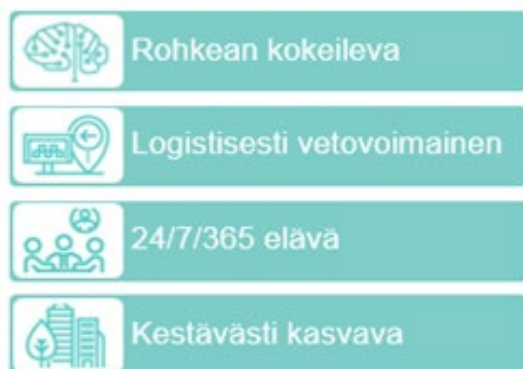 Rohkean kokeileva
Logistisesti vetovoimainen
24/7/365 elävä
Kestävästi kasvava